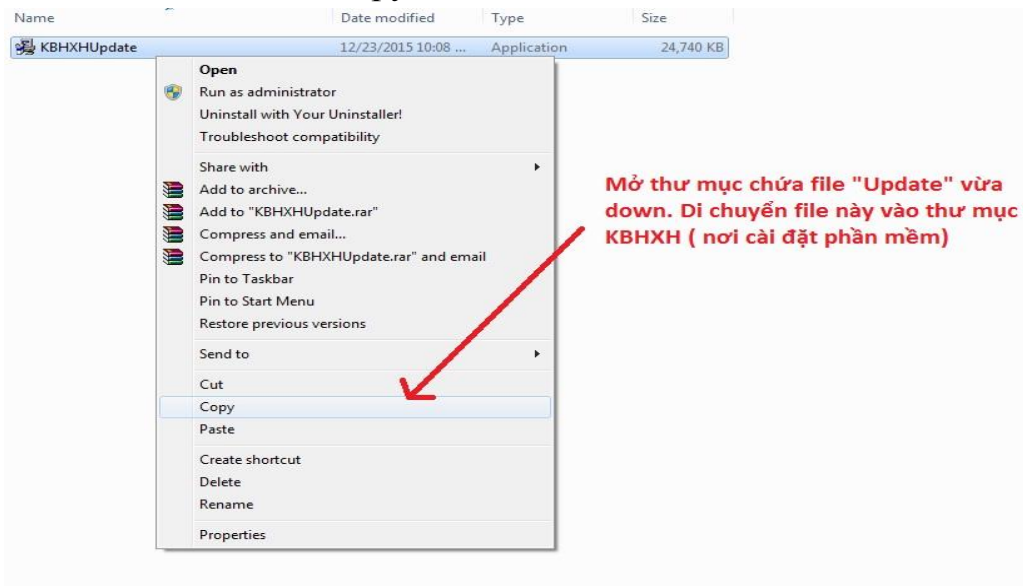 Name Date modified Type Size
KBHXHUpdate 12/23/2015 10:08 ... Application 24,740 KB
Open
Run as administrator
Uninstall with Your Uninstaller!
Troubleshoot compatibility
Share with
Add to archive...
Add to "KBHXHUpdate.rar"
Compress and email...
Compress to "KBHXHUpdate.rar" and email
Pin to Taskbar
Pin to Start Menu
Restore previous versions
Send to
Cut
Copy
Paste
Create shortcut
Delete
Rename
Properties
Mở thư mục chứa file "Update" vừa
down. Di chuyển file này vào thư mục
KBHXH ( nơi cài đặt phần mềm)